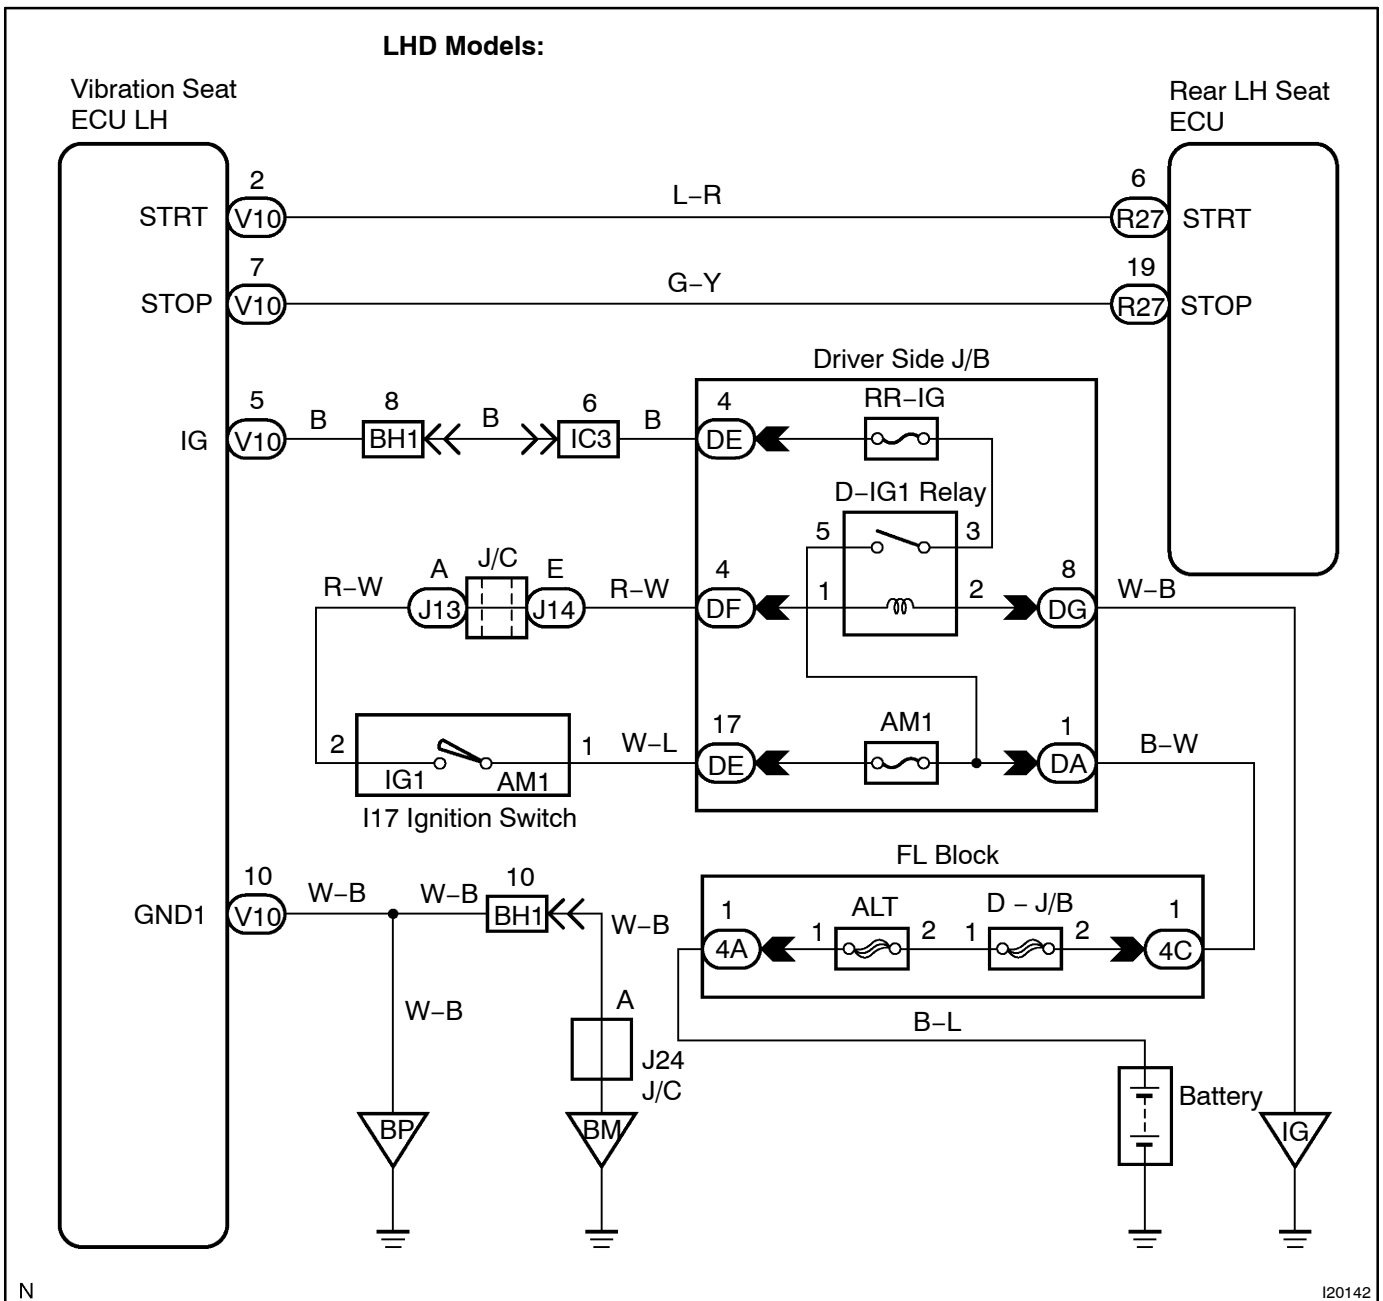 LHD Models:
Vibration Seat
ECU LH
Rear LH Seat
ECU
2
6
STRT
V10
L–R
R27
STRT
7
19
STOP
V10
G–Y
R27
STOP
Driver Side J/B
5
8
6
4
RR–IG
IG
V10
B
BH1
B
IC3
B
DE
D–IG1 Relay
5
3
J/C
A
E
4
8
R–W
J13
J14
R–W
DF
1
2
DG
W–B
17
AM1
1
2
1
W–L
DE
DA
B–W
IG1
AM1
I17 Ignition Switch
FL Block
10
10
1
ALT
D – J/B
1
GND1
V10
W–B
W–B
BH1
W–B
4A
1
2
1
2
4C
W–B
A
B–L
J24
J/C
Battery
BP
BM
IG
N
I20142